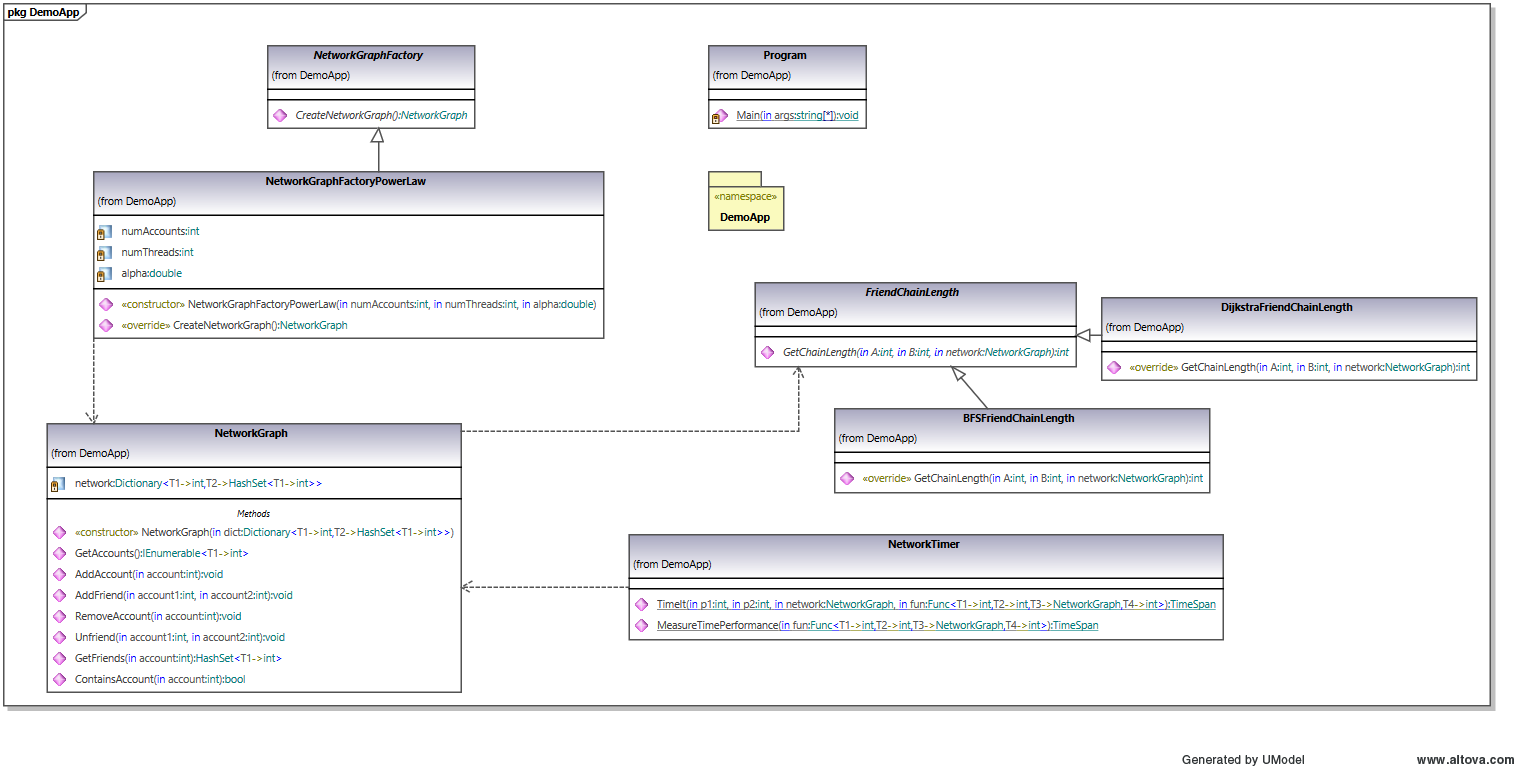 pkg DemoApp
NetworkGraphFactory
(from DemoApp)
CreateNetworkGraph():NetworkGraph
Program
(from DemoApp)
Main(in args:string[*]):void
NetworkGraphFactoryPowerLaw
(from DemoApp)
numAccounts:int
numThreads:int
alpha:double
«constructor» NetworkGraphFactoryPowerLaw(in numAccounts:int, in numThreads:int, in alpha:double)
«override» CreateNetworkGraph():NetworkGraph
«namespace»
DemoApp
FriendChainLength
(from DemoApp)
GetChainLength(in A:int, in B:int, in network:NetworkGraph):int
DijkstraFriendChainLength
(from DemoApp)
«override» GetChainLength(in A:int, in B:int, in network:NetworkGraph):int
BFSFriendChainLength
(from DemoApp)
«override» GetChainLength(in A:int, in B:int, in network:NetworkGraph):int
NetworkGraph
(from DemoApp)
network:Dictionary<T1->int,T2->HashSet<T1->int>>
Methods
«constructor» NetworkGraph(in dict:Dictionary<T1->int,T2->HashSet<T1->int>>)
GetAccounts():IEnumerable<T1->int>
AddAccount(in account:int):void
AddFriend(in account1:int, in account2:int):void
RemoveAccount(in account:int):void
Unfriend(in account1:int, in account2:int):void
GetFriends(in account:int):HashSet<T1->int>
ContainsAccount(in account:int):bool
NetworkTimer
(from DemoApp)
TimeIt(in p1:int, in p2:int, in network:NetworkGraph, in fun:Func<T1->int,T2->int,T3->NetworkGraph,T4->int>):TimeSpan
MeasureTimePerformance(in fun:Func<T1->int,T2->int,T3->NetworkGraph,T4->int>):TimeSpan
Generated by UModel
www.altova.com